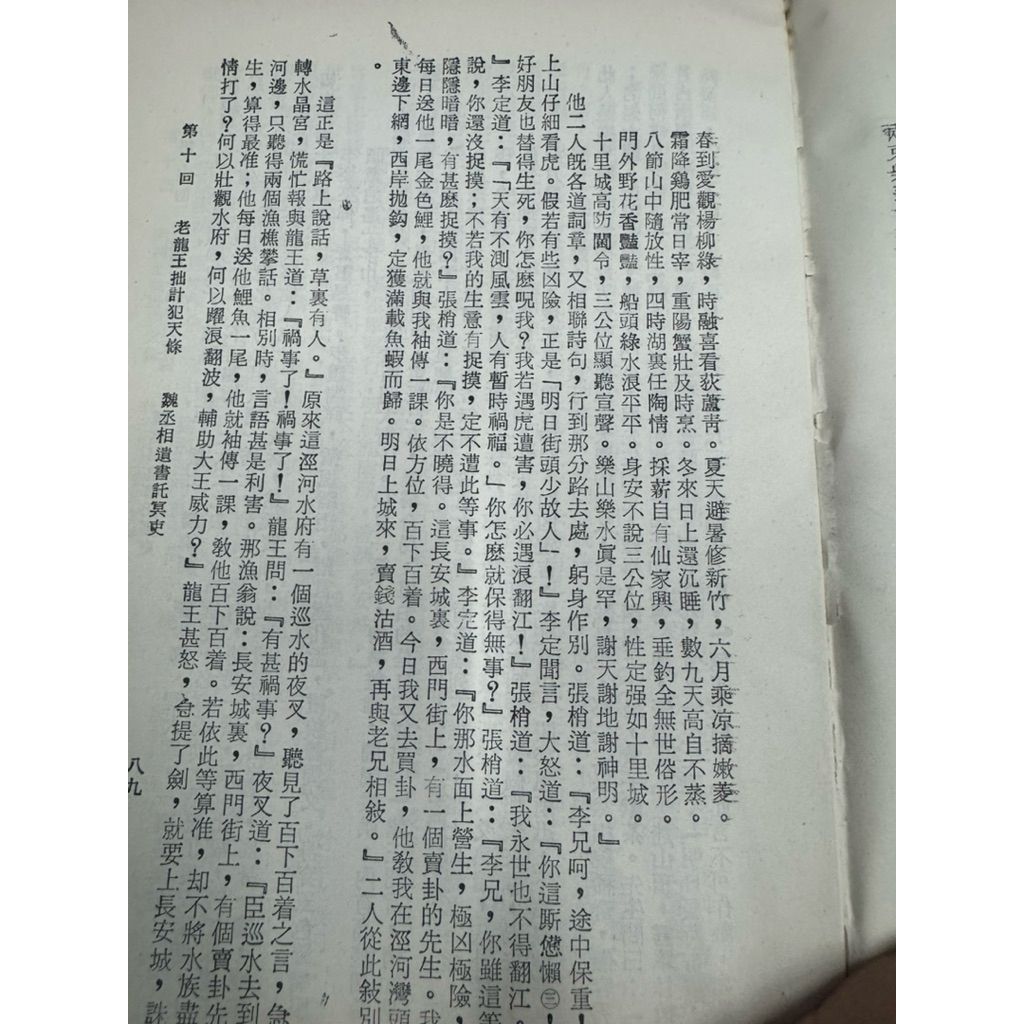 春到愛觀楊柳綠，時融喜看荻蘆靑。夏天避暑修新竹，六月乘涼摘嫩菱。
霜降鷄肥常日宰，重陽蟹壯及時烹。冬來日上還沉睡，數九天高自不蒸。
八節山中隨放性，四時湖裏任陶情。採薪自有仙家興，垂釣全無世俗形。
門外野花香豔豔，船頭綠水浪平平。身安不說三公位，性定强如十里城。
十里城高防閫令，三公位顯聽宣聲。樂山樂水眞是罕，謝天謝地謝神明。』
他二人旣各道詞章，又相聯詩句，行到那分路去處，躬身作別。張梢道：『李兄呵，途中保重！
上山仔細看虎。假若有些凶險，正是「明日街頭少故人」！』李定聞言，大怒道：『你這厮憊懶㊂！
好朋友也替得生死，你怎麼呪我？我若遇虎遭害，你必遇浪翻江！』張梢道：『我永世也不得翻江。
』李定道：『「天有不測風雲，人有暫時禍福。」你怎麼就保得無事？』張梢道：『李兄，你雖這等
說，你還沒捉摸；不若我的生意有捉摸，定不遭此等事。』李定道：『你那水面上營生，極凶極險，
隱隱暗暗，有甚麼捉摸？』張梢道：『你是不曉得。這長安城裏，西門街上，有一個賣卦的先生。我
每日送他一尾金色鯉，他就與我袖傳一課。依方位，百下百着。今日我又去買卦，他敎我在涇河灣頭
東邊下網，西岸抛鈎，定獲滿載魚蝦而歸。明日上城來，賣錢沽酒，再與老兄相敍。』二人從此敍別
。
這正是『路上說話，草裏有人。』原來這涇河水府有一個巡水的夜叉，聽見了百下百着之言，急
轉水晶宮，慌忙報與龍王道：『禍事了！禍事了！』龍王問：『有甚禍事？』夜叉道：『臣巡水去到
河邊，只聽得兩個漁樵攀話。相別時，言語甚是利害。那漁翁說：長安城裏，西門街上，有個賣卦先
生，算得最准；他每日送他鯉魚一尾，他就袖傳一課，敎他百下百着。若依此等算准，却不將水族盡
情打了？何以壯觀水府，何以躍浪翻波，輔助大王威力？』龍王甚怒，急提了劍，就要上長安城，誅
第十回　老龍王拙計犯天條　魏丞相遺書託冥吏
八九